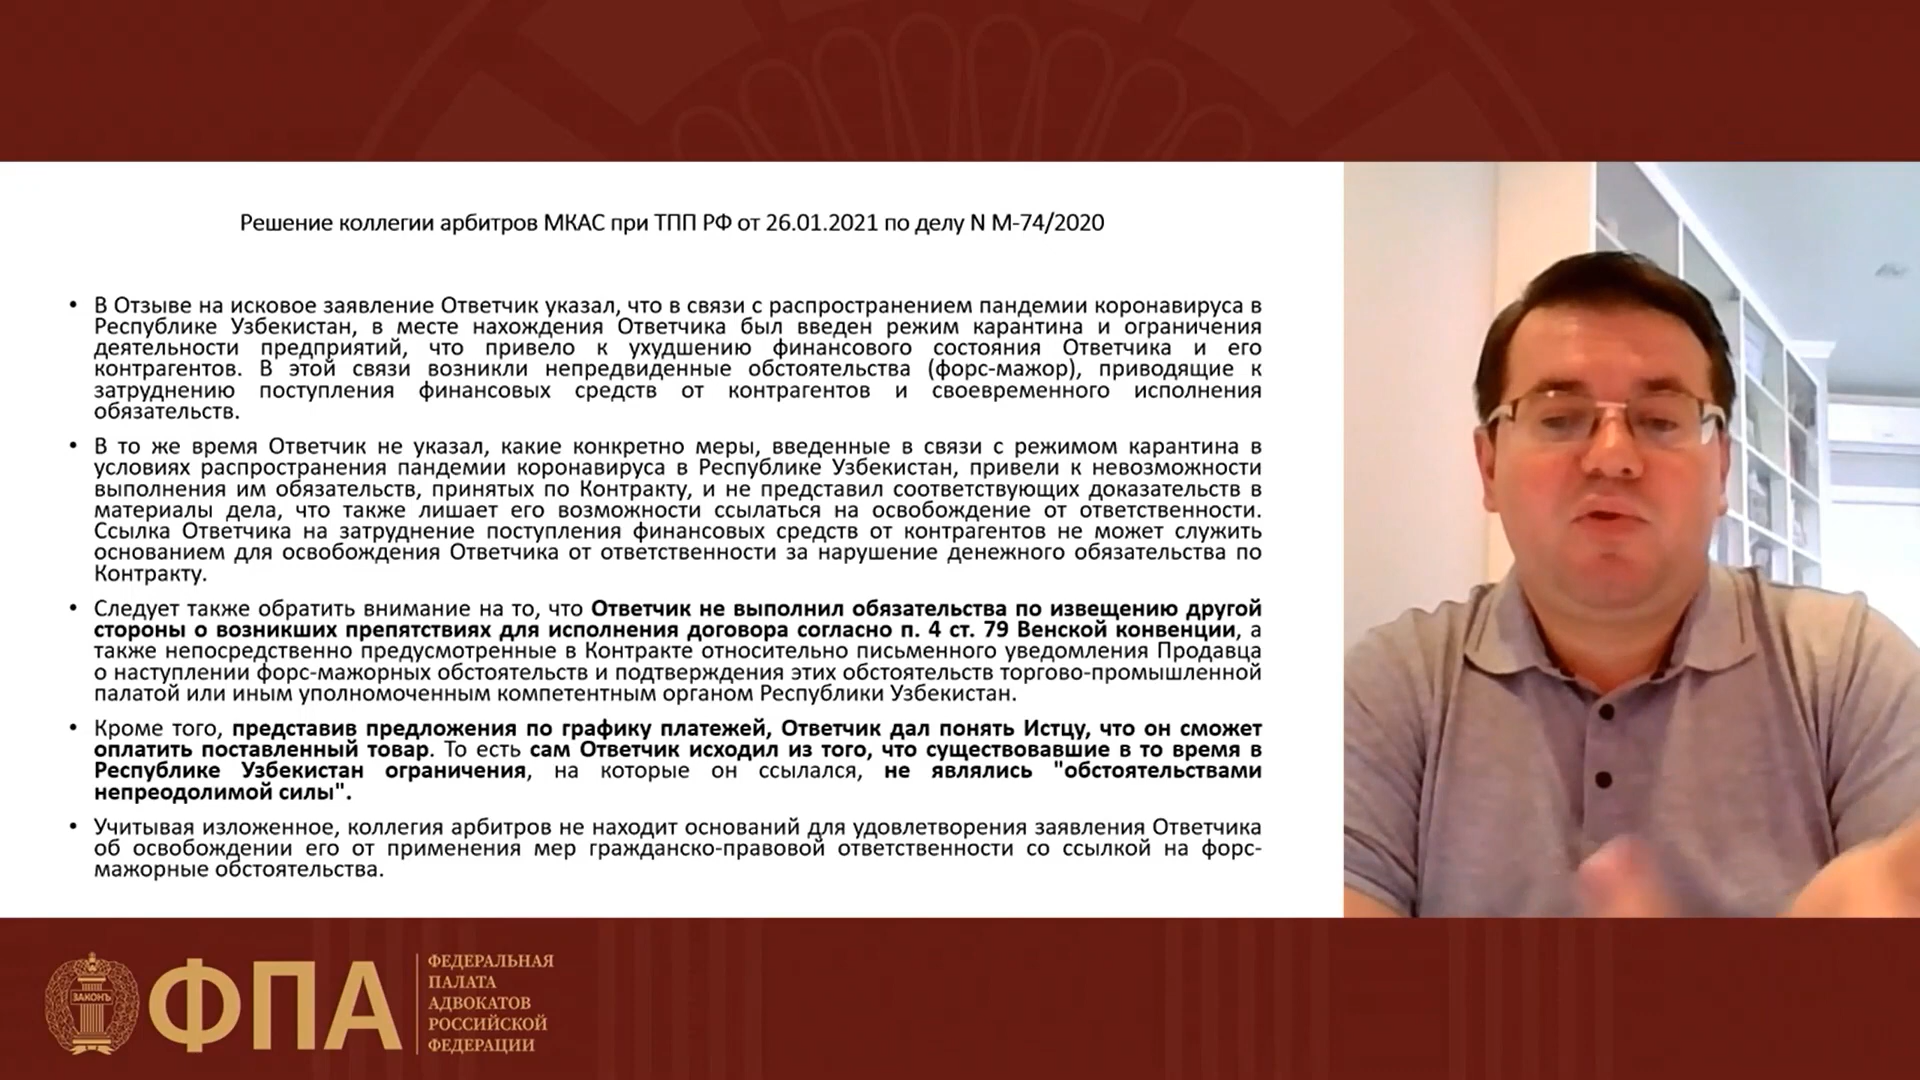 Решение коллегии арбитров МКАС при ТПП РФ от 26.01.2021 по делу N М-74/2020
• В Отзыве на исковое заявление Ответчик указал, что в связи с распространением пандемии коронавируса в
Республике Узбекистан, в месте нахождения Ответчика был введен режим карантина и ограничения
деятельности предприятий, что привело к ухудшению финансового состояния Ответчика и его
контрагентов. В этой связи возникли непредвиденные обстоятельства (форс-мажор), приводящие к
затруднению поступления финансовых средств от контрагентов и своевременного исполнения
обязательств.
• В то же время Ответчик не указал, какие конкретно меры, введенные в связи с режимом карантина в
условиях распространения пандемии коронавируса в Республике Узбекистан, привели к невозможности
выполнения им обязательств, принятых по Контракту, и не представил соответствующих доказательств в
материалы дела, что также лишает его возможности ссылаться на освобождение от ответственности.
Ссылка Ответчика на затруднение поступления финансовых средств от контрагентов не может служить
основанием для освобождения Ответчика от ответственности за нарушение денежного обязательства по
Контракту.
• Следует также обратить внимание на то, что Ответчик не выполнил обязательства по извещению другой
стороны о возникших препятствиях для исполнения договора согласно п. 4 ст. 79 Венской конвенции, а
также непосредственно предусмотренные в Контракте относительно письменного уведомления Продавца
о наступлении форс-мажорных обстоятельств и подтверждения этих обстоятельств торгово-промышленной
палатой или иным уполномоченным компетентным органом Республики Узбекистан.
• Кроме того, представив предложения по графику платежей, Ответчик дал понять Истцу, что он сможет
оплатить поставленный товар. То есть сам Ответчик исходил из того, что существовавшие в то время в
Республике Узбекистан ограничения, на которые он ссылался, не являлись "обстоятельствами
непреодолимой силы".
• Учитывая изложенное, коллегия арбитров не находит оснований для удовлетворения заявления Ответчика
об освобождении его от применения мер гражданско-правовой ответственности со ссылкой на форс-
мажорные обстоятельства.
ЗАКОНЪ
ФПА
ФЕДЕРАЛЬНАЯ
ПАЛАТА
АДВОКАТОВ
РОССИЙСКОЙ
ФЕДЕРАЦИИ